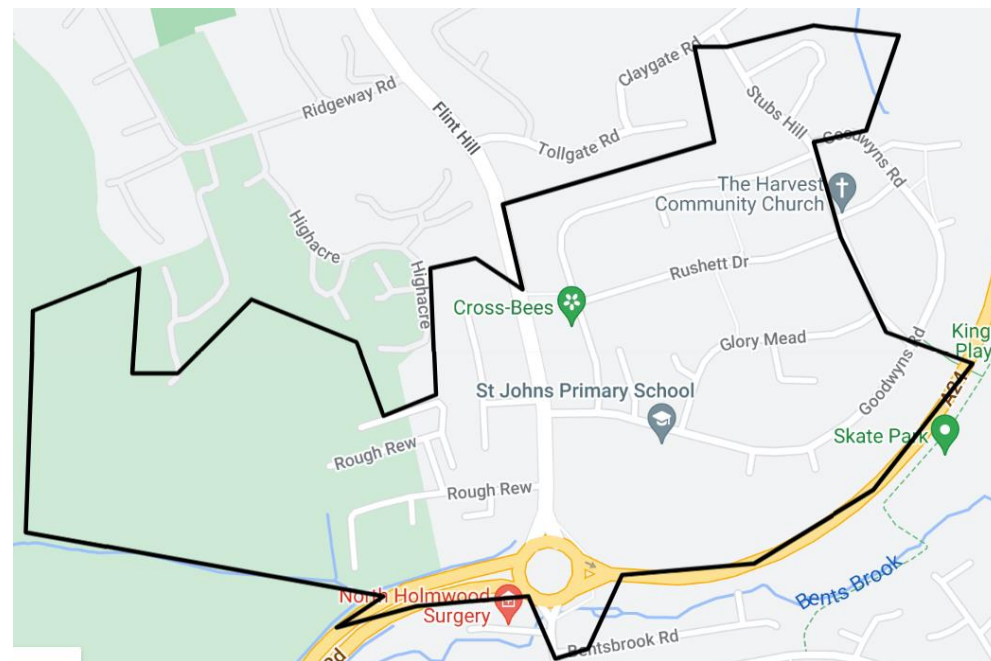 Claygate Rd
Ridgeway Rd
Stubs Hill
Flint Hill
Tollgate Rd
Goodwyns Rd
The Harvest
Community Church
Highacre
Rushett Dr
Highacre
Cross-Bees
King
Play
Glory Mead
Goodwyns Rd
A24
St Johns Primary School
Skate Park
Rough Rew
Rough Rew
Bents Brook
North Holmwood
Surgery
Bentsbrook Rd
Rd